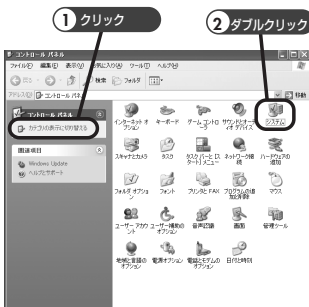 1 クリック
2 ダブルクリック
コントロール パネル
ファイル(F) 編集(E) 表示(V) お気に入り(A) ツール(T) ヘルプ(H)
戻る 検索 フォルダ
アドレス(D) コントロール パネル 移動
コントロール パネル
カテゴリの表示に切り替える
関連項目
Windows Update
ヘルプとサポート
インターネット オプション キーボード ゲーム コントローラ サウンドとオーディオ デバイス システム
スキャナとカメラ タスク タスク バーと [スタート] メニュー ネットワーク接続 ハードウェアの追加
フォルダ オプション フォント プリンタと FAX プログラムの追加と削除 マウス
ユーザー アカウント ユーザー補助のオプション 音声認識 画面 管理ツール
地域と言語のオプション 電源オプション 電話とモデムのオプション 日付と時刻